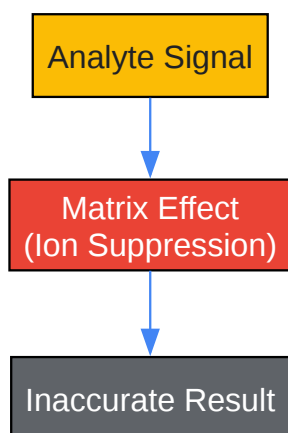 Analyte Signal
Matrix Effect
(Ion Suppression)
Inaccurate Result